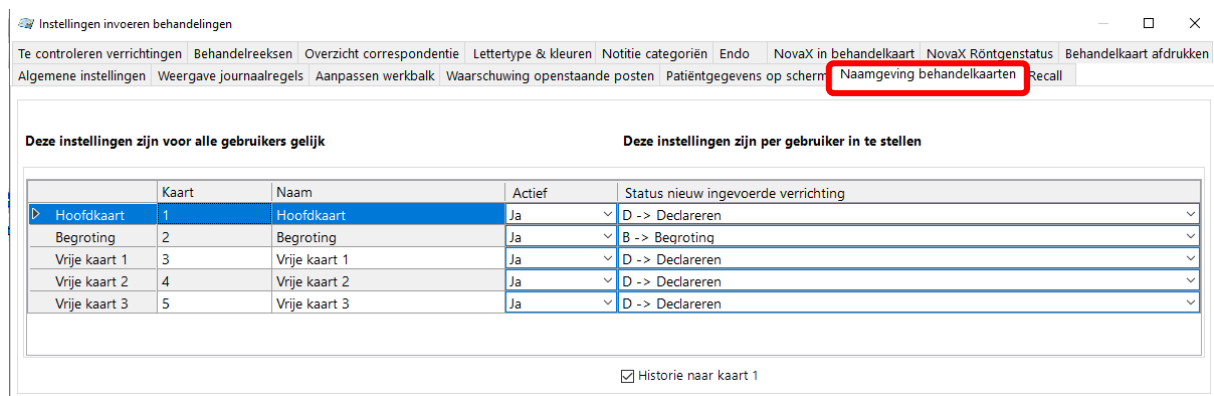 Instellingen invoeren behandelingen
Te controleren verrichtingen Behandelreeksen Overzicht correspondentie Lettertype & kleuren Notitie categoriën Endo NovaX in behandelkaart NovaX Röntgenstatus Behandelkaart afdrukken
Algemene instellingen Weergave journaalregels Aanpassen werkbalk Waarschuwing openstaande posten Patiëntgegevens op scherm Naamgeving behandelkaarten Recall
Deze instellingen zijn voor alle gebruikers gelijk Deze instellingen zijn per gebruiker in te stellen
Kaart Naam Actief Status nieuw ingevoerde verrichting
Hoofdkaart 1 Hoofdkaart Ja D -> Declareren
Begroting 2 Begroting Ja B -> Begroting
Vrije kaart 1 3 Vrije kaart 1 Ja D -> Declareren
Vrije kaart 2 4 Vrije kaart 2 Ja D -> Declareren
Vrije kaart 3 5 Vrije kaart 3 Ja D -> Declareren
Historie naar kaart 1